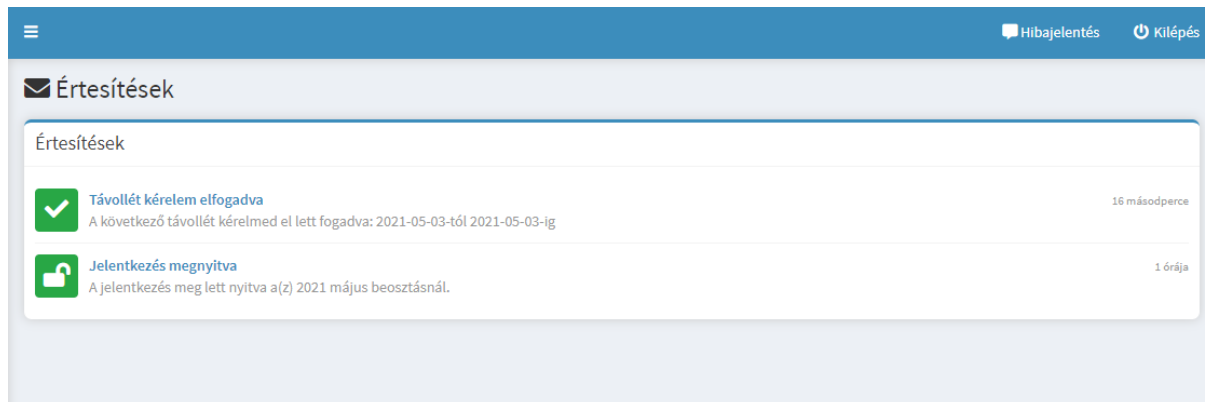 Hibajelentés
Kilépés
Értesítések
Értesítések
Távollét kérelem elfogadva
16 másodperce
A következő távollét kérelmed el lett fogadva: 2021-05-03-tól 2021-05-03-ig
Jelentkezés megnyitva
1 órája
A jelentkezés meg lett nyitva a(z) 2021 május beosztásnál.